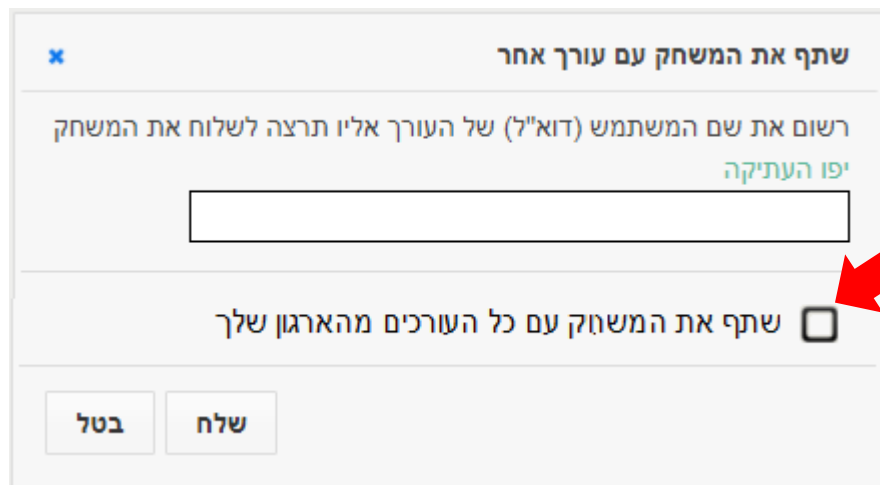 שתף את המשחק עם עורך אחר
רשום את שם המשתמש (דוא"ל) של העורך אליו תרצה לשלוח את המשחק
יפו העתיקה
שתף את המשחק עם כל העורכים מהארגון שלך
שלח
בטל